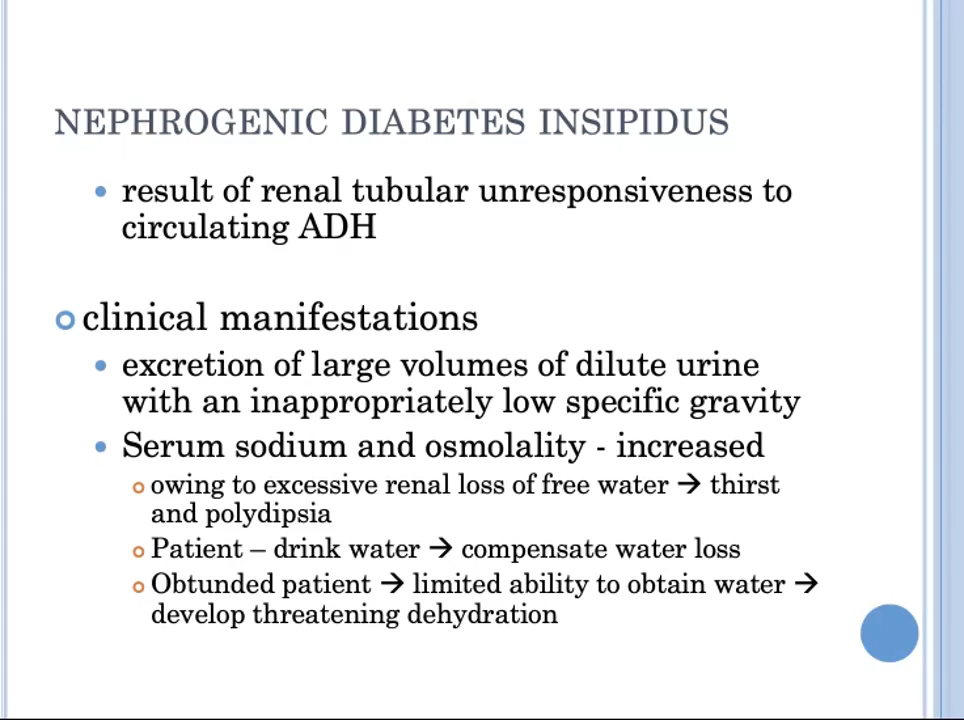 NEPHROGENIC DIABETES INSIPIDUS
result of renal tubular unresponsiveness to
circulating ADH
clinical manifestations
excretion of large volumes of dilute urine
with an inappropriately low specific gravity
Serum sodium and osmolality - increased
owing to excessive renal loss of free water → thirst
and polydipsia
Patient – drink water → compensate water loss
Obtunded patient → limited ability to obtain water →
develop threatening dehydration